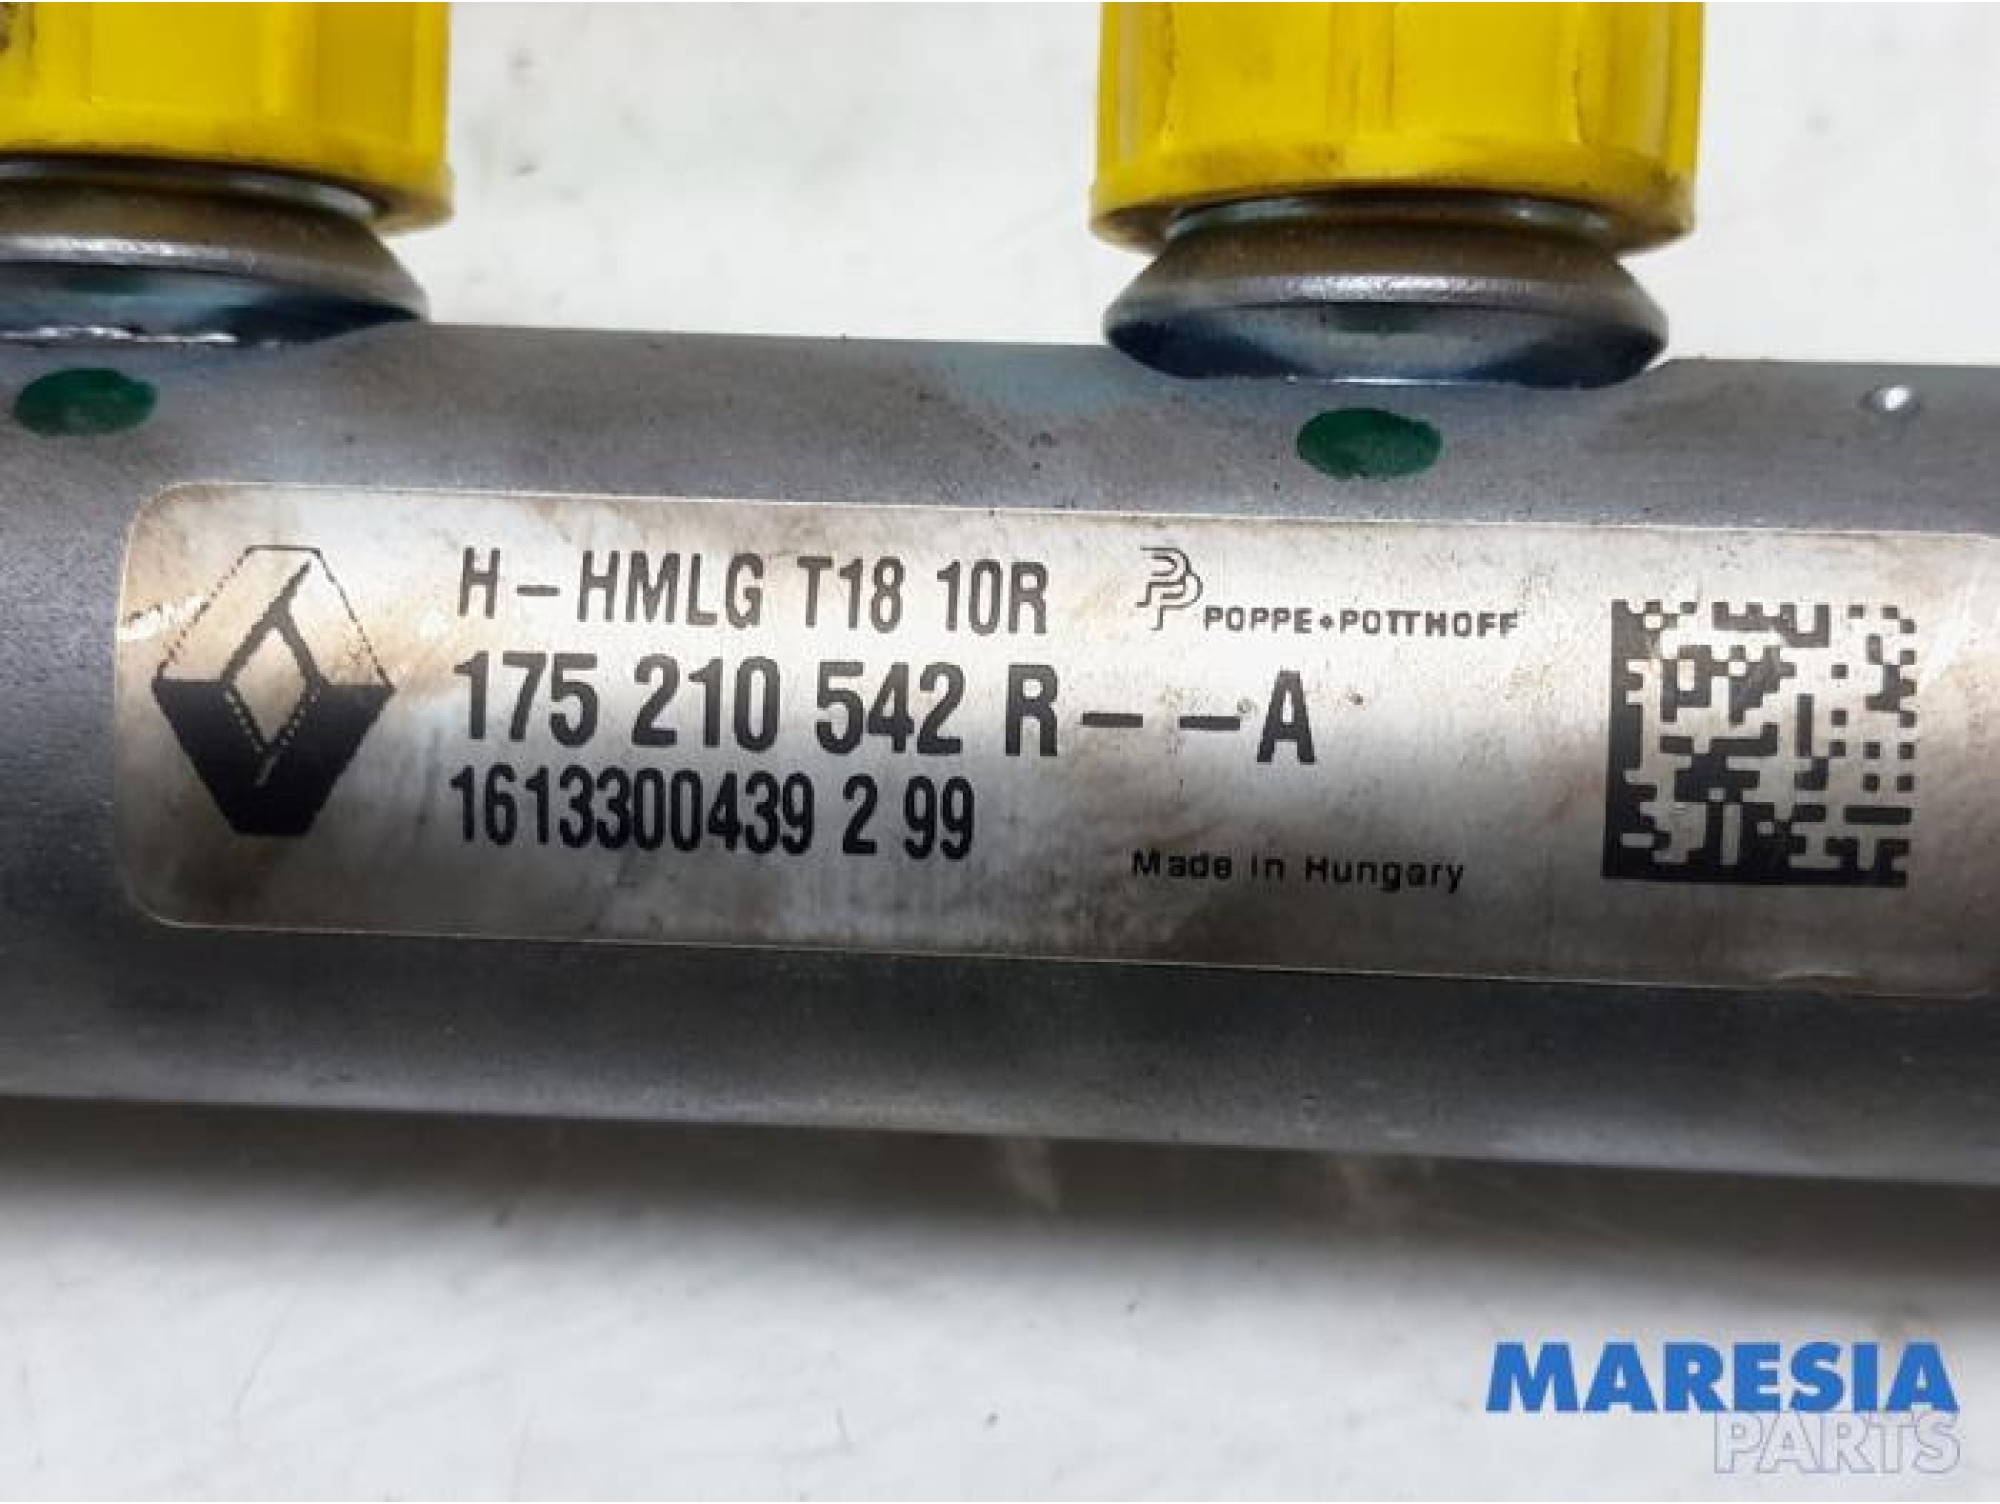 H-HMLG T18 10R
POPPE+POTTHOFF
175 210 542 R--A
1613300439 2 99
Made in Hungary
MARESIA
PARTS